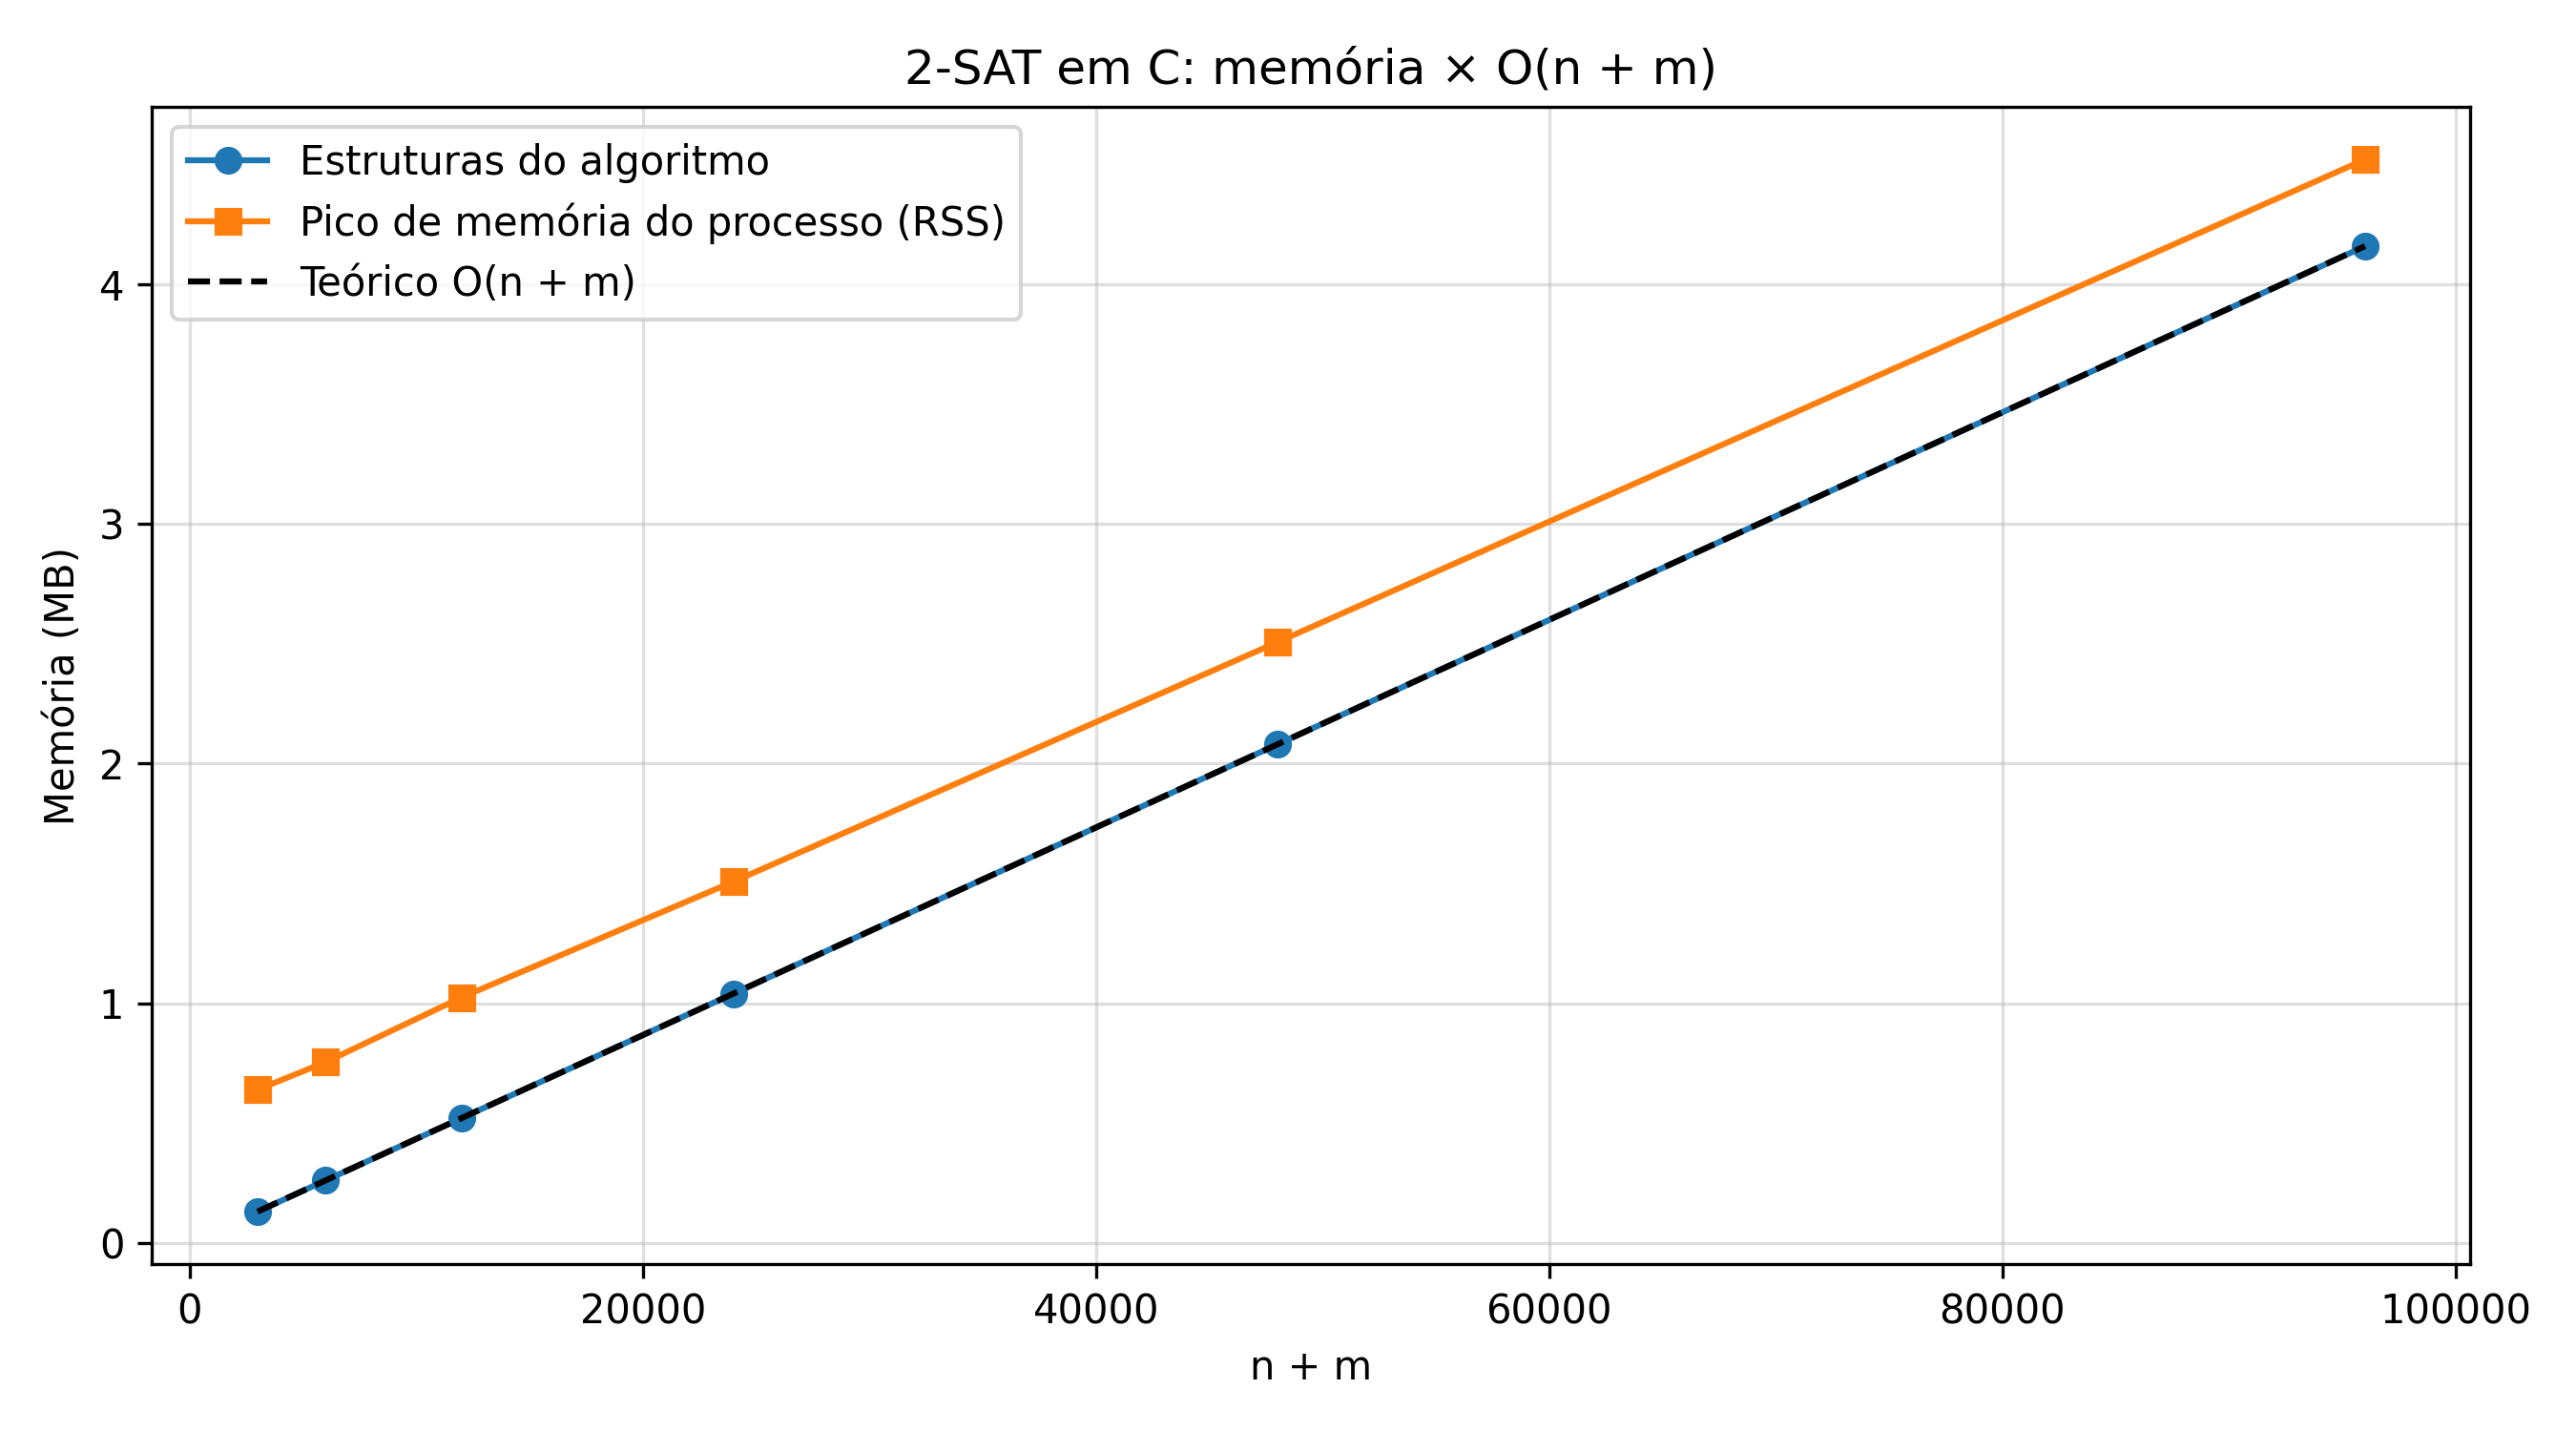 2-SAT em C: memória × O(n + m)
Estruturas do algoritmo
Pico de memória do processo (RSS)
Teórico O(n + m)
Memória (MB)
4
3
2
1
0
0 20000 40000 60000 80000 100000
n + m